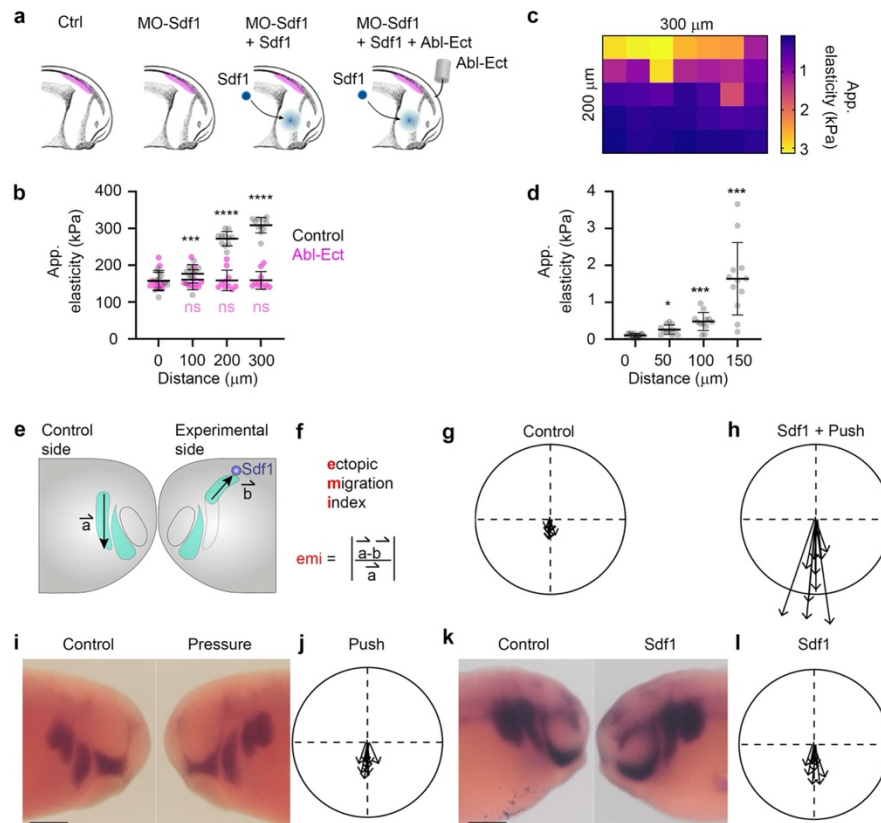 a
Ctrl
MO-Sdf1
MO-Sdf1
+ Sdf1
MO-Sdf1
+ Sdf1 + Abl-Ect
Sdf1
Sdf1
Abl-Ect
b
App.
elasticity (kPa)
400
300
200
100
0
***
****
****
ns
ns
ns
Control
Abl-Ect
0
100
200
300
Distance (μm)
c
300 μm
200 μm
1
2
3
App.
elasticity (kPa)
d
App.
elasticity (kPa)
4
3
2
1
0
*
***
***
0
50
100
150
Distance (μm)
e
Control
side
Experimental
side
Sdf1
a
b
f
ectopic
migration
index
emi = | a-b |
a
g
Control
h
Sdf1 + Push
i
Control
Pressure
j
Push
k
Control
Sdf1
l
Sdf1